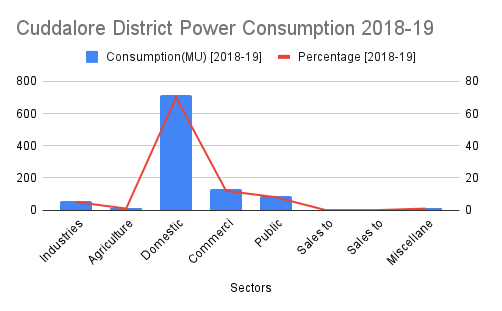 Cuddalore District Power Consumption 2018-19
Consumption(MU) [2018-19] Percentage [2018-19]
800 80
600 60
400 40
200 20
0 0
Industries Agriculture Domestic Commerci Public Sales to Sales to Miscellane
Sectors